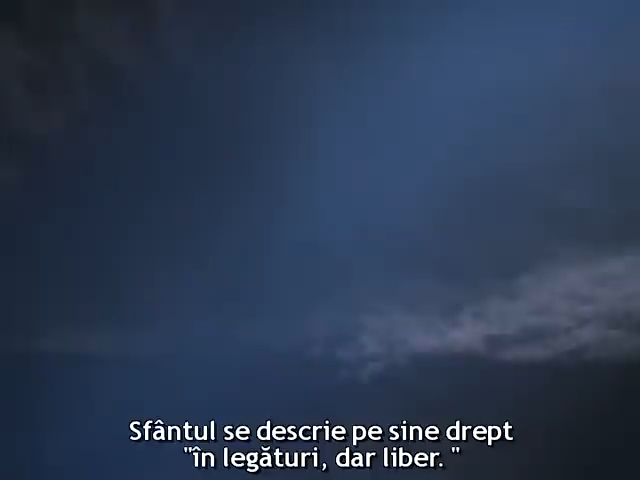 Sfântul se descrie pe sine drept
"în legături, dar liber. "